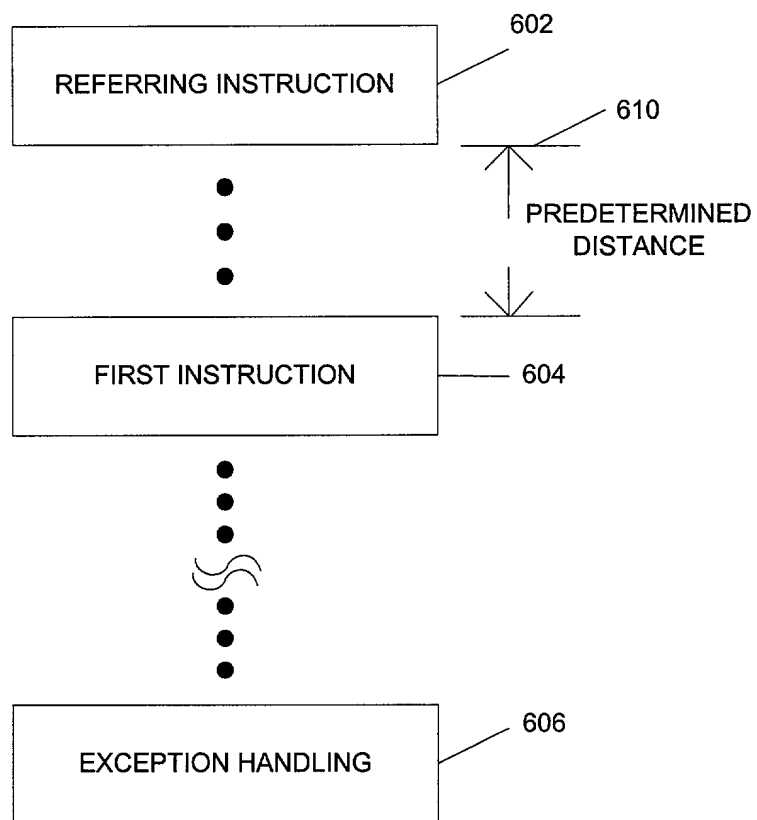 602
REFERRING INSTRUCTION
610
PREDETERMINED
DISTANCE
FIRST INSTRUCTION
604
606
EXCEPTION HANDLING